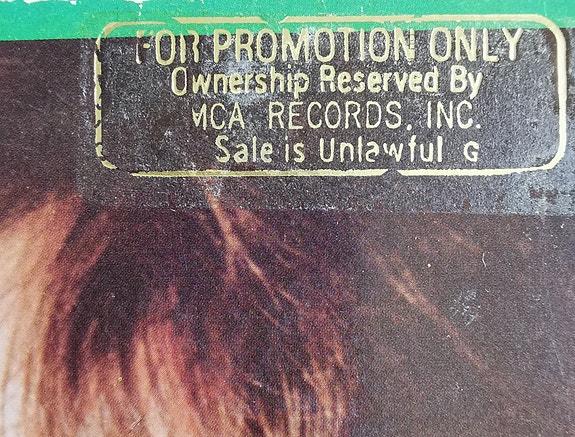 FOR PROMOTION ONLY
Ownership Reserved By
MCA RECORDS, INC.
Sale is Unlawful G